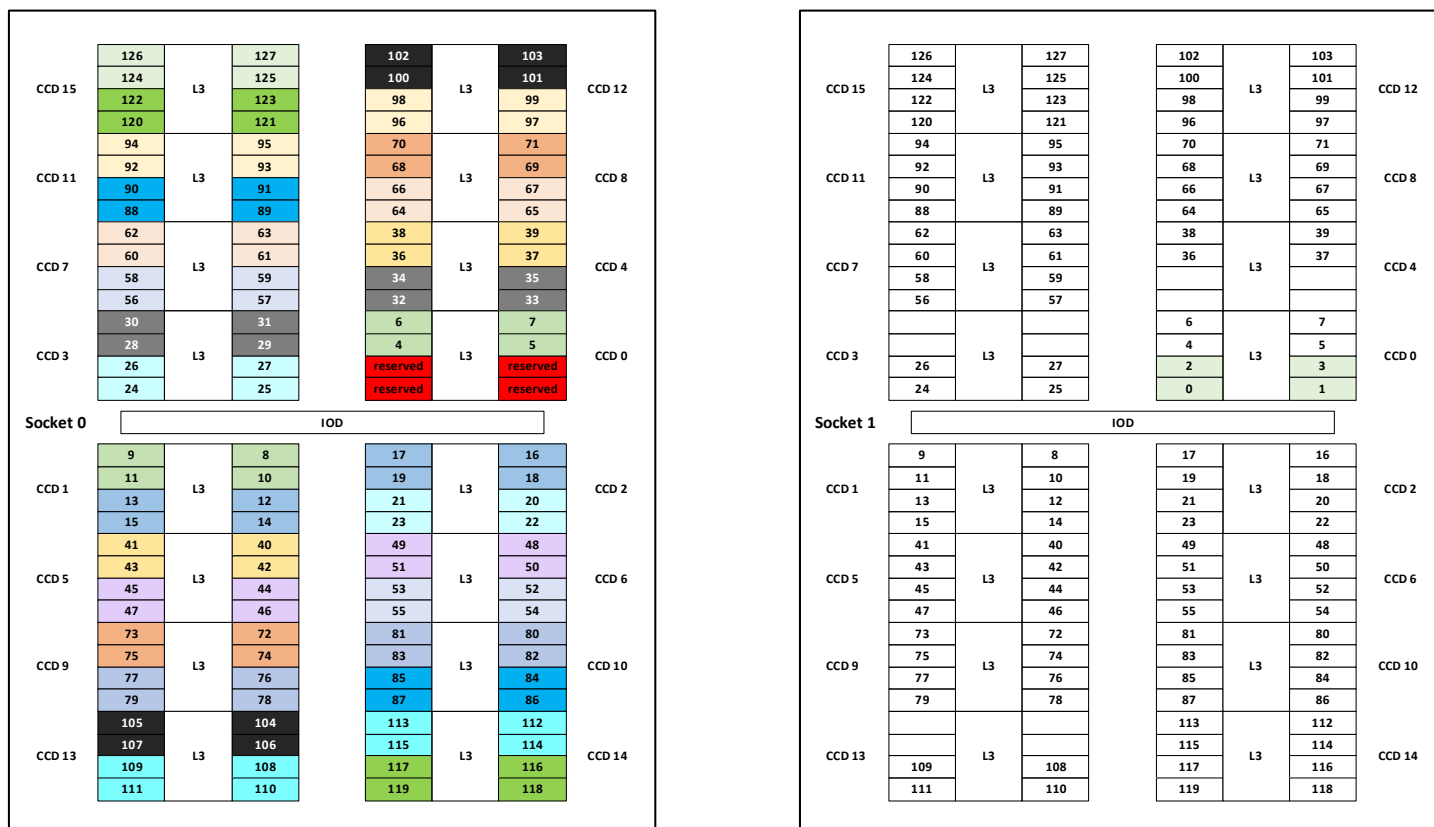 126 127 102 103
124 125 100 101
CCD 15 L3 L3 CCD 12
122 123 98 99
120 121 96 97
94 95 70 71
92 93 68 69
CCD 11 L3 L3 CCD 8
90 91 66 67
88 89 64 65
62 63 38 39
60 61 36 37
CCD 7 L3 L3 CCD 4
58 59 34 35
56 57 32 33
30 31 6 7
28 29 4 5
CCD 3 L3 L3 CCD 0
26 27 reserved reserved
24 25 reserved reserved
Socket 0 IOD
9 8 17 16
11 10 19 18
CCD 1 L3 L3 CCD 2
13 12 21 20
15 14 23 22
41 40 49 48
43 42 51 50
CCD 5 L3 L3 CCD 6
45 44 53 52
47 46 55 54
73 72 81 80
75 74 83 82
CCD 9 L3 L3 CCD 10
77 76 85 84
79 78 87 86
105 104 113 112
107 106 115 114
CCD 13 L3 L3 CCD 14
109 108 117 116
111 110 119 118
126 127 102 103
124 125 100 101
CCD 15 L3 L3 CCD 12
122 123 98 99
120 121 96 97
94 95 70 71
92 93 68 69
CCD 11 L3 L3 CCD 8
90 91 66 67
88 89 64 65
62 63 38 39
60 61 36 37
CCD 7 L3 L3 CCD 4
58 59
56 57
6 7
4 5
CCD 3 L3 L3 CCD 0
26 27 2 3
24 25 0 1
Socket 1 IOD
9 8 17 16
11 10 19 18
CCD 1 L3 L3 CCD 2
13 12 21 20
15 14 23 22
41 40 49 48
43 42 51 50
CCD 5 L3 L3 CCD 6
45 44 53 52
47 46 55 54
73 72 81 80
75 74 83 82
CCD 9 L3 L3 CCD 10
77 76 85 84
79 78 87 86
113 112
115 114
CCD 13 L3 L3 CCD 14
109 108 117 116
111 110 119 118